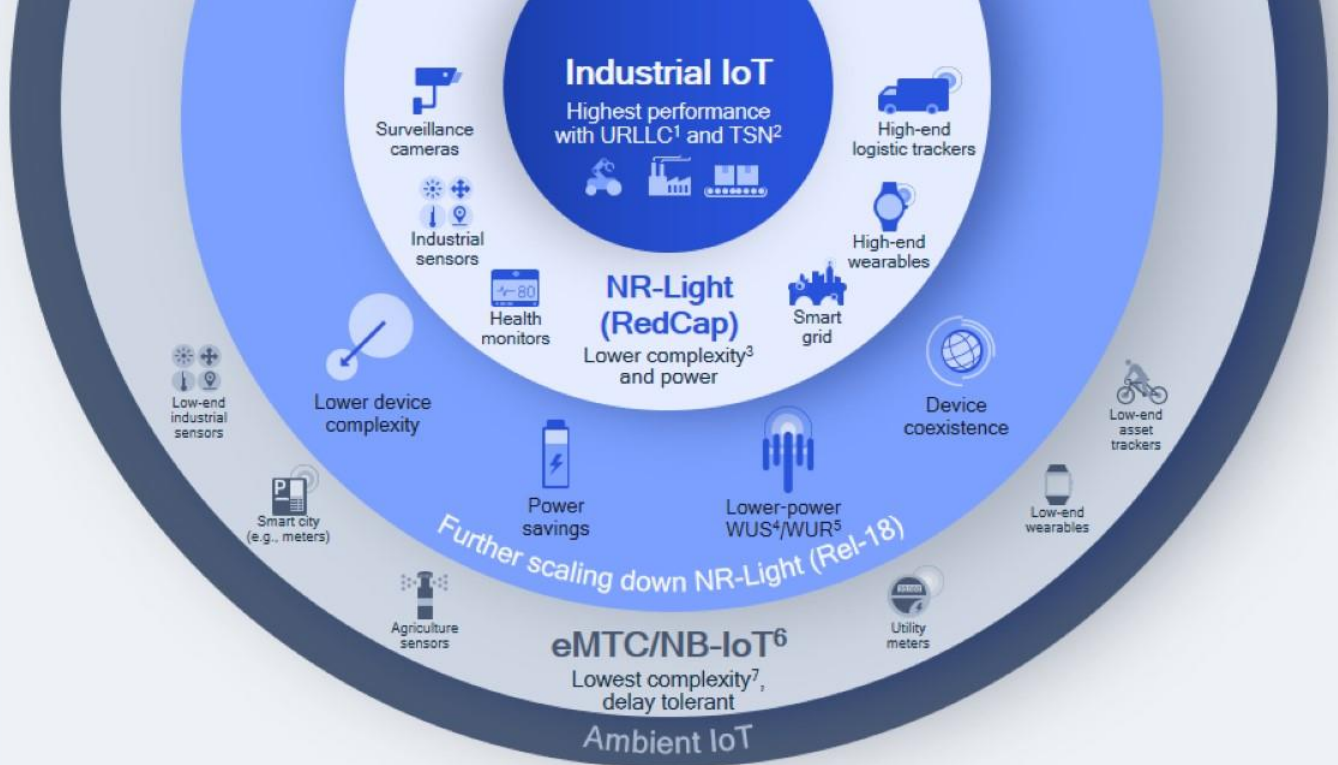 Industrial IoT
Highest performance
with URLLC¹ and TSN²
Surveillance
cameras
High-end
logistic trackers
Industrial
sensors
High-end
wearables
80
Health
monitors
NR-Light
(RedCap)
Lower complexity³
and power
Smart
grid
Low-end
industrial
sensors
Lower device
complexity
Device
coexistence
Low-end
asset
trackers
Power
savings
Lower-power
WUS⁴/WUR⁵
P
Smart city
(e.g., meters)
Low-end
wearables
Further scaling down NR-Light (Rel-18)
Agriculture
sensors
Utility
meters
eMTC/NB-IoT⁶
Lowest complexity⁷,
delay tolerant
Ambient IoT